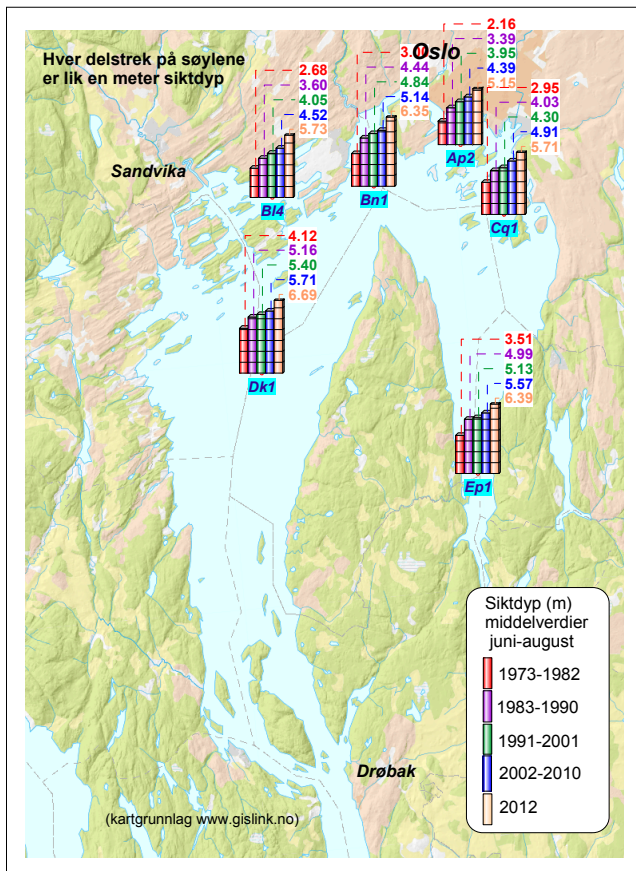 Hver delstrek på søylene
er lik en meter siktdyp
Oslo
Sandvika
2.68
3.60
4.05
4.52
5.73
Bl4
4.44
4.84
5.14
6.35
Bn1
2.16
3.39
3.95
4.39
5.15
Ap2
2.95
4.03
4.30
4.91
5.71
Cq1
4.12
5.16
5.40
5.71
6.69
Dk1
3.51
4.99
5.13
5.57
6.39
Ep1
Siktdyp (m)
middelverdier
juni-august
1973-1982
1983-1990
1991-2001
2002-2010
2012
Drøbak
(kartgrunnlag www.gislink.no)